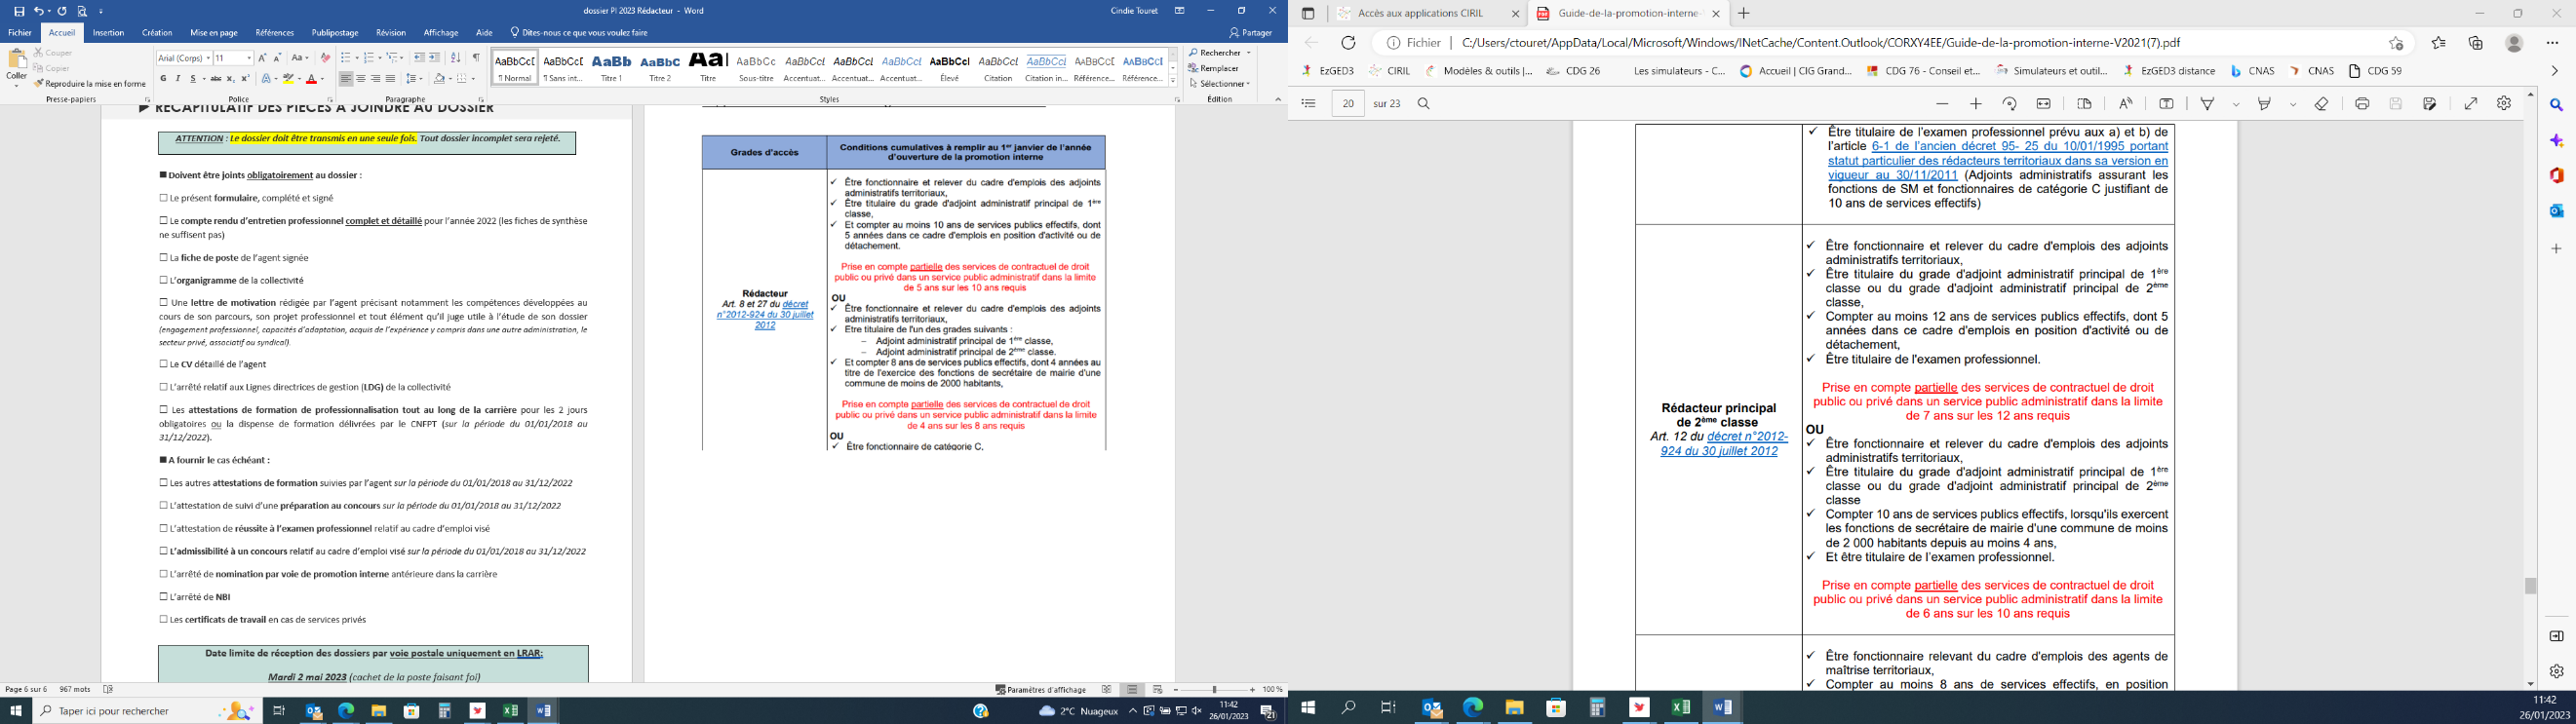 dossier PI 2023 Rédacteur - Word
Cindie Touret
Fichier Accueil Insertion Création Mise en page Références Publipostage Révision Affichage Aide Dites-nous ce que vous voulez faire
Partager
Coller
Couper
Copier
Reproduire la mise en forme
Presse-papiers
Arial (Corps) 11
Police
Paragraphe
¶ Normal ¶ Sans int... Titre 1 Titre 2 Titre Sous-titre Accentuat... Accentuat... Accentuat... Élevé Citation Citation in... Référence... Référence...
Styles
Rechercher
Remplacer
Sélectionner
Édition
RECAPITULATIF DES PIECES A JOINDRE AU DOSSIER
ATTENTION : Le dossier doit être transmis en une seule fois. Tout dossier incomplet sera rejeté.
■ Doivent être joints obligatoirement au dossier :
☐ Le présent formulaire, complété et signé
☐ Le compte rendu d'entretien professionnel complet et détaillé pour l'année 2022 (les fiches de synthèse
ne suffisent pas)
☐ La fiche de poste de l'agent signée
☐ L'organigramme de la collectivité
☐ Une lettre de motivation rédigée par l'agent précisant notamment les compétences développées au
cours de son parcours, son projet professionnel et tout élément qu'il juge utile à l'étude de son dossier
(engagement professionnel, capacités d'adaptation, acquis de l'expérience y compris dans une autre administration, le
secteur privé, associatif ou syndical).
☐ Le CV détaillé de l'agent
☐ L'arrêté relatif aux Lignes directrices de gestion (LDG) de la collectivité
☐ Les attestations de formation de professionnalisation tout au long de la carrière pour les 2 jours
obligatoires ou la dispense de formation délivrées par le CNFPT (sur la période du 01/01/2018 au
31/12/2022).
■ A fournir le cas échéant :
☐ Les autres attestations de formation suivies par l'agent sur la période du 01/01/2018 au 31/12/2022
☐ L'attestation de suivi d'une préparation au concours sur la période du 01/01/2018 au 31/12/2022
☐ L'attestation de réussite à l'examen professionnel relatif au cadre d'emploi visé
☐ L'admissibilité à un concours relatif au cadre d'emploi visé sur la période du 01/01/2018 au 31/12/2022
☐ L'arrêté de nomination par voie de promotion interne antérieure dans la carrière
☐ L'arrêté de NBI
☐ Les certificats de travail en cas de services privés
Date limite de réception des dossiers par voie postale uniquement en LRAR:
Mardi 2 mai 2023 (cachet de la poste faisant foi)
Grades d'accès
Conditions cumulatives à remplir au 1er janvier de l'année
d'ouverture de la promotion interne
Rédacteur
Art. 8 et 27 du décret
n°2012-924 du 30 juillet
2012
✓ Être fonctionnaire et relever du cadre d'emplois des adjoints
administratifs territoriaux,
✓ Être titulaire du grade d'adjoint administratif principal de 1ère
classe,
✓ Et compter au moins 10 ans de services publics effectifs, dont
5 années dans ce cadre d'emplois en position d'activité ou de
détachement.
Prise en compte partielle des services de contractuel de droit
public ou privé dans un service public administratif dans la limite
de 5 ans sur les 10 ans requis
OU
✓ Être fonctionnaire et relever du cadre d'emplois des adjoints
administratifs territoriaux,
✓ Etre titulaire de l'un des grades suivants :
– Adjoint administratif principal de 1ère classe,
– Adjoint administratif principal de 2ème classe.
✓ Et compter 8 ans de services publics effectifs, dont 4 années au
titre de l'exercice des fonctions de secrétaire de mairie d'une
commune de moins de 2000 habitants,
Prise en compte partielle des services de contractuel de droit
public ou privé dans un service public administratif dans la limite
de 4 ans sur les 8 ans requis
OU
✓ Être fonctionnaire de catégorie C,
Page 6 sur 6 967 mots
Paramètres d'affichage
100 %
Taper ici pour rechercher
2°C Nuageux
11:42
26/01/2023
21
Accès aux applications CIRIL
Guide-de-la-promotion-interne-
Fichier C:/Users/ctouret/AppData/Local/Microsoft/Windows/INetCache/Content.Outlook/CORXY4EE/Guide-de-la-promotion-interne-V2021(7).pdf
EzGED3 CIRIL Modèles & outils |... CDG 26 Les simulateurs - C... Accueil | CIG Grand... CDG 76 - Conseil et... Simulateurs et outil... EzGED3 distance CNAS CNAS CDG 59
20 sur 23
✓ Être titulaire de l'examen professionnel prévu aux a) et b) de
l'article 6-1 de l'ancien décret 95- 25 du 10/01/1995 portant
statut particulier des rédacteurs territoriaux dans sa version en
vigueur au 30/11/2011 (Adjoints administratifs assurant les
fonctions de SM et fonctionnaires de catégorie C justifiant de
10 ans de services effectifs)
Rédacteur principal
de 2ème classe
Art. 12 du décret n°2012-
924 du 30 juillet 2012
✓ Être fonctionnaire et relever du cadre d'emplois des adjoints
administratifs territoriaux,
✓ Être titulaire du grade d'adjoint administratif principal de 1ère
classe ou du grade d'adjoint administratif principal de 2ème
classe,
✓ Compter au moins 12 ans de services publics effectifs, dont 5
années dans ce cadre d'emplois en position d'activité ou de
détachement,
✓ Être titulaire de l'examen professionnel.
Prise en compte partielle des services de contractuel de droit
public ou privé dans un service public administratif dans la limite
de 7 ans sur les 12 ans requis
OU
✓ Être fonctionnaire et relever du cadre d'emplois des adjoints
administratifs territoriaux,
✓ Être titulaire du grade d'adjoint administratif principal de 1ère
classe ou du grade d'adjoint administratif principal de 2ème
classe
✓ Compter 10 ans de services publics effectifs, lorsqu'ils exercent
les fonctions de secrétaire de mairie d'une commune de moins
de 2 000 habitants depuis au moins 4 ans,
✓ Et être titulaire de l'examen professionnel.
Prise en compte partielle des services de contractuel de droit
public ou privé dans un service public administratif dans la limite
de 6 ans sur les 10 ans requis
✓ Être fonctionnaire relevant du cadre d'emplois des agents de
maîtrise territoriaux,
✓ Compter au moins 8 ans de services effectifs, en position
11:42
26/01/2023